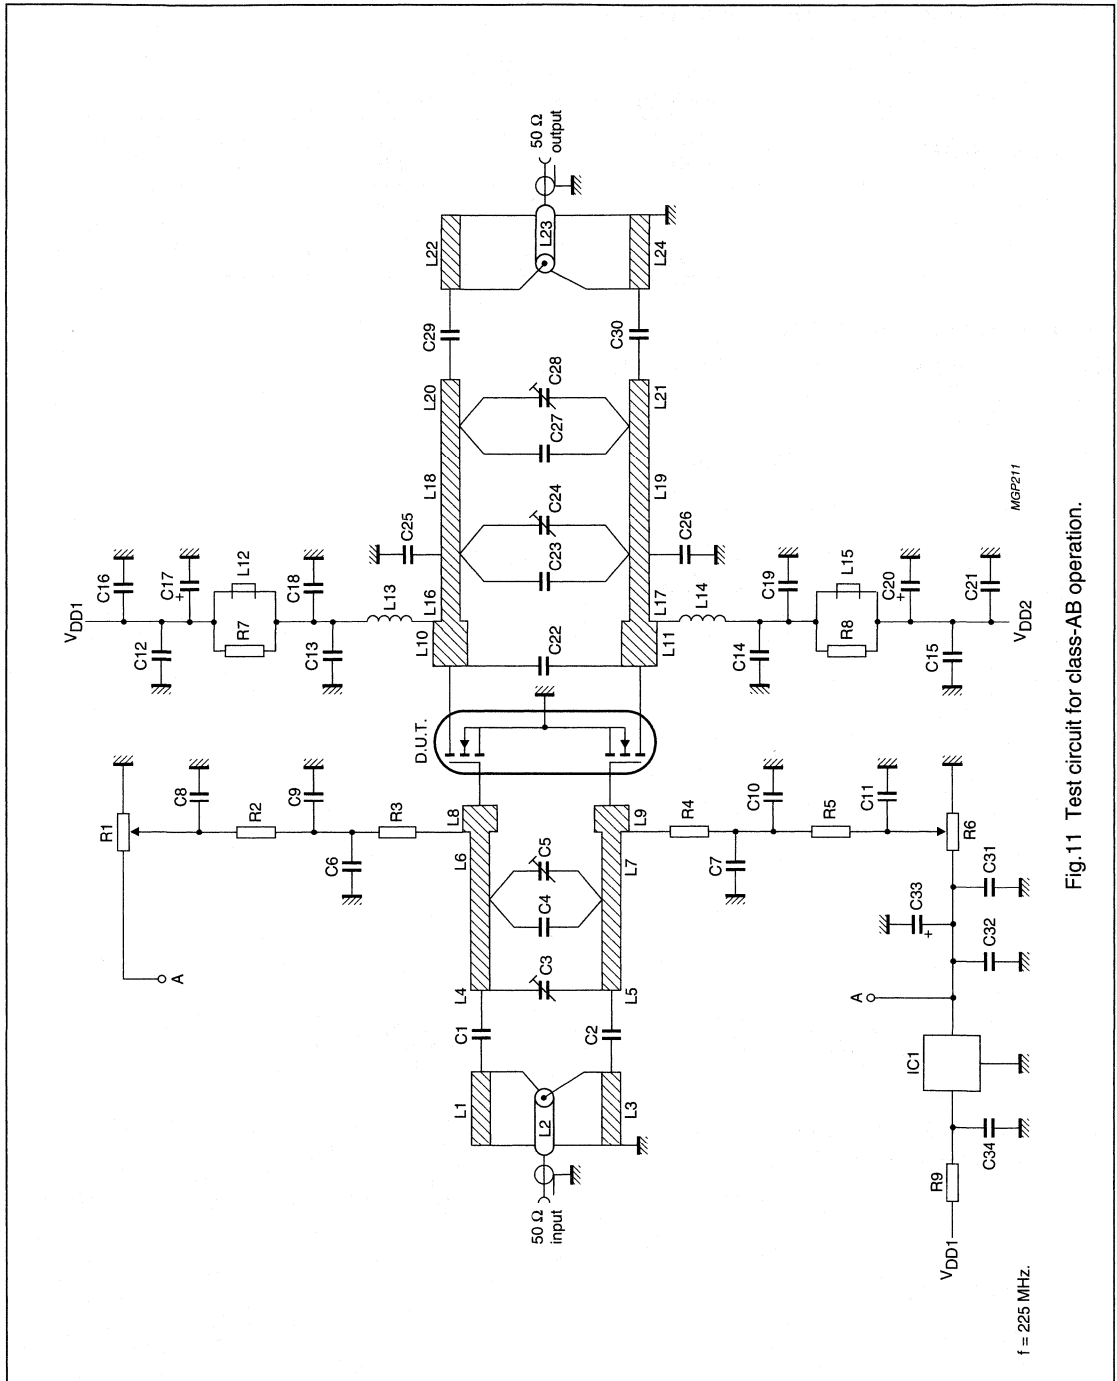 50 Ω
input
L2
L1
L3
C1
C2
L4
L5
C3
C4
C5
L6
L7
L8
L9
A
R1
C8
R2
C9
C6
R3
R4
C7
C10
R5
C11
R6
D.U.T.
VDD1
C16
C12
C17
+
R7
L12
C18
C13
L13
L10
L16
C22
L11
L17
L14
C14
C19
R8
L15
C20
+
C15
C21
VDD2
C25
C26
C23
C24
L18
L19
C27
C28
L20
L21
C29
C30
L22
L23
L24
50 Ω
output
VDD1
R9
C34
IC1
A
C32
C33
+
C31
MGP211
f = 225 MHz.
Fig.11 Test circuit for class-AB operation.